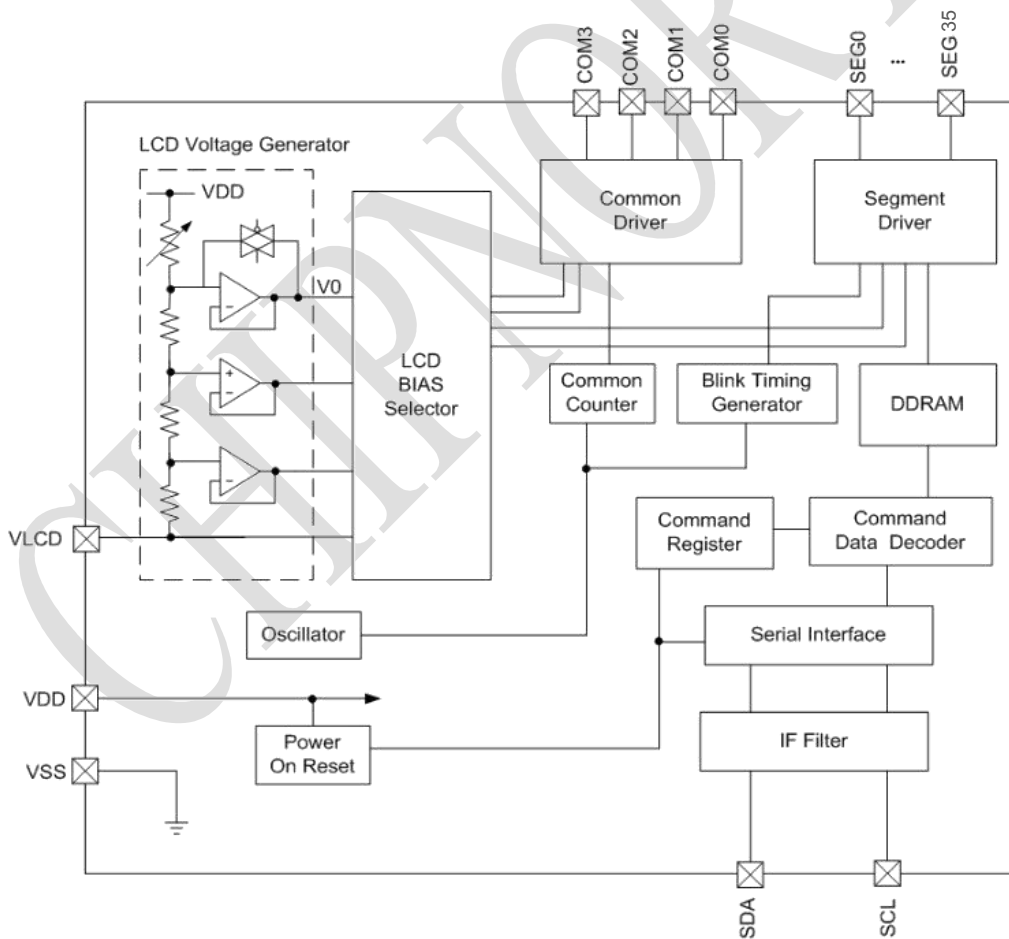 COM3
COM2
COM1
COM0
SEG0
...
SEG 35
LCD Voltage Generator
VDD
Common
Driver
Segment
Driver
V0
-
LCD
BIAS
Selector
+
-
-
Common
Counter
Blink Timing
Generator
DDRAM
VLCD
Command
Register
Command
Data Decoder
Oscillator
Serial Interface
VDD
Power
On Reset
IF Filter
VSS
SDA
SCL